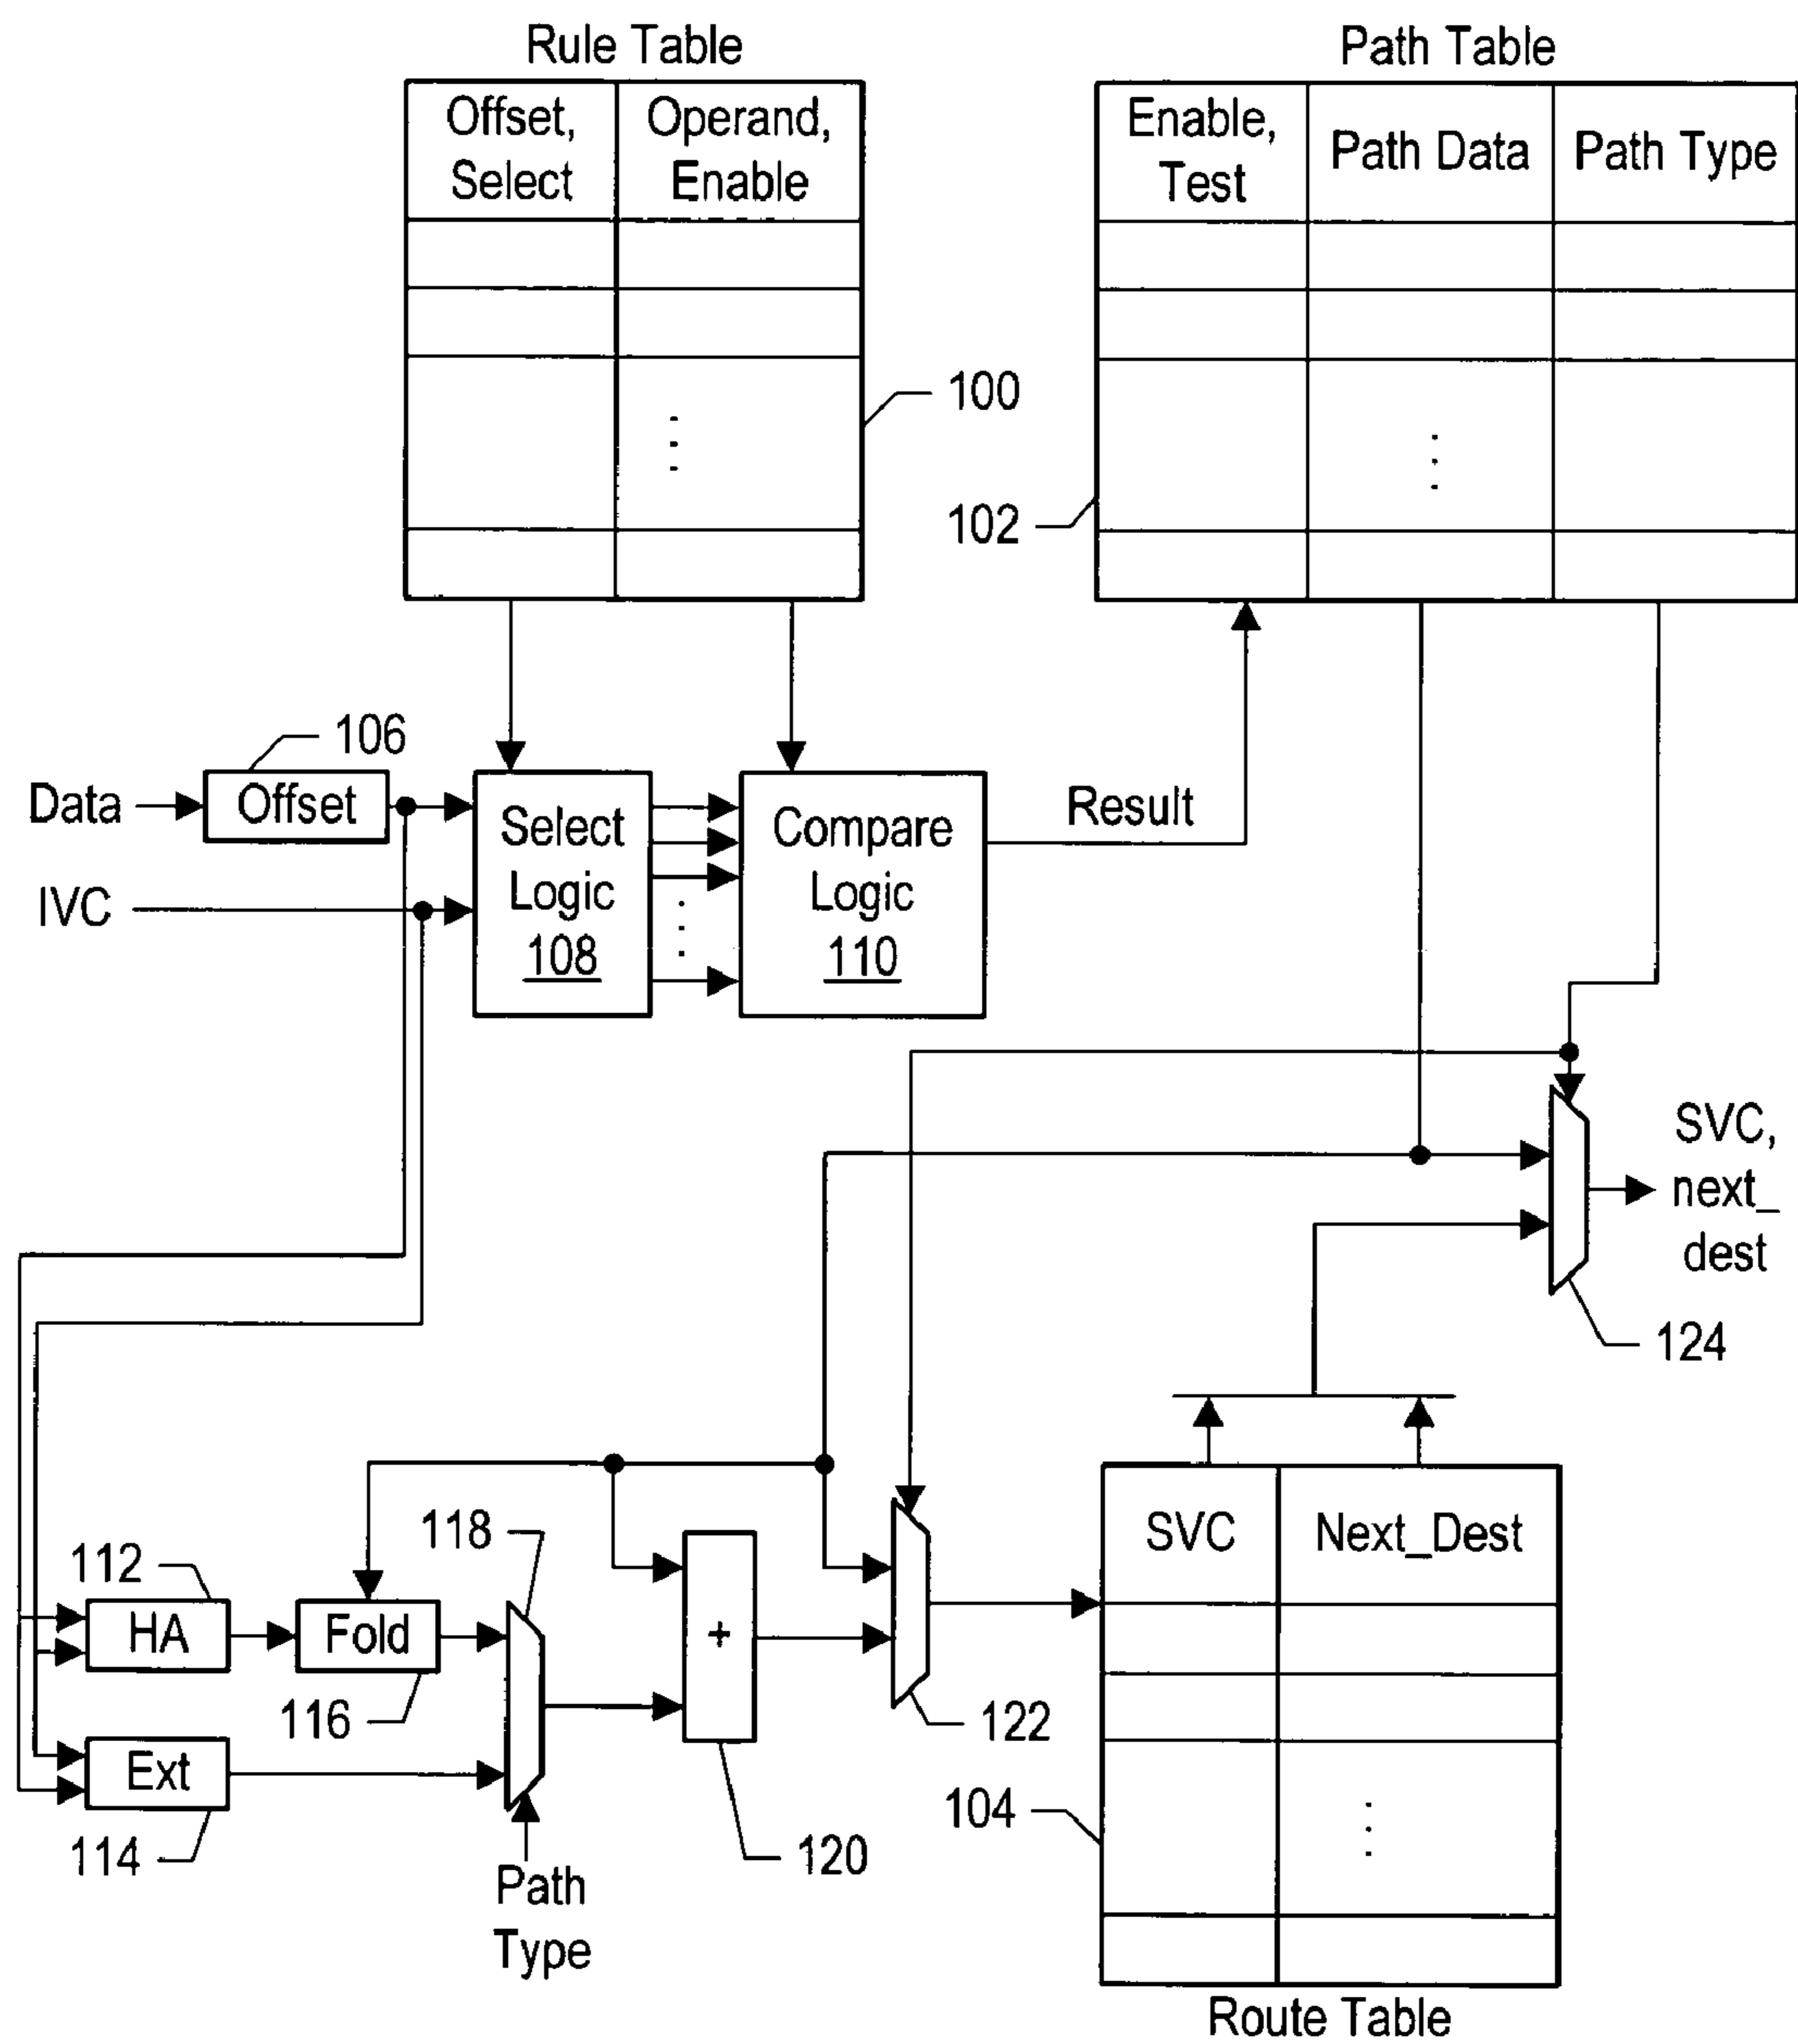 Rule Table
Path Table
Offset,
Select
Operand,
Enable
Enable,
Test
Path Data
Path Type
100
102
106
Data
Offset
IVC
Select
Logic
108
Compare
Logic
110
Result
SVC,
next_
dest
124
118
112
HA
Fold
116
+
122
SVC
Next_Dest
Ext
114
Path
Type
120
104
Route Table